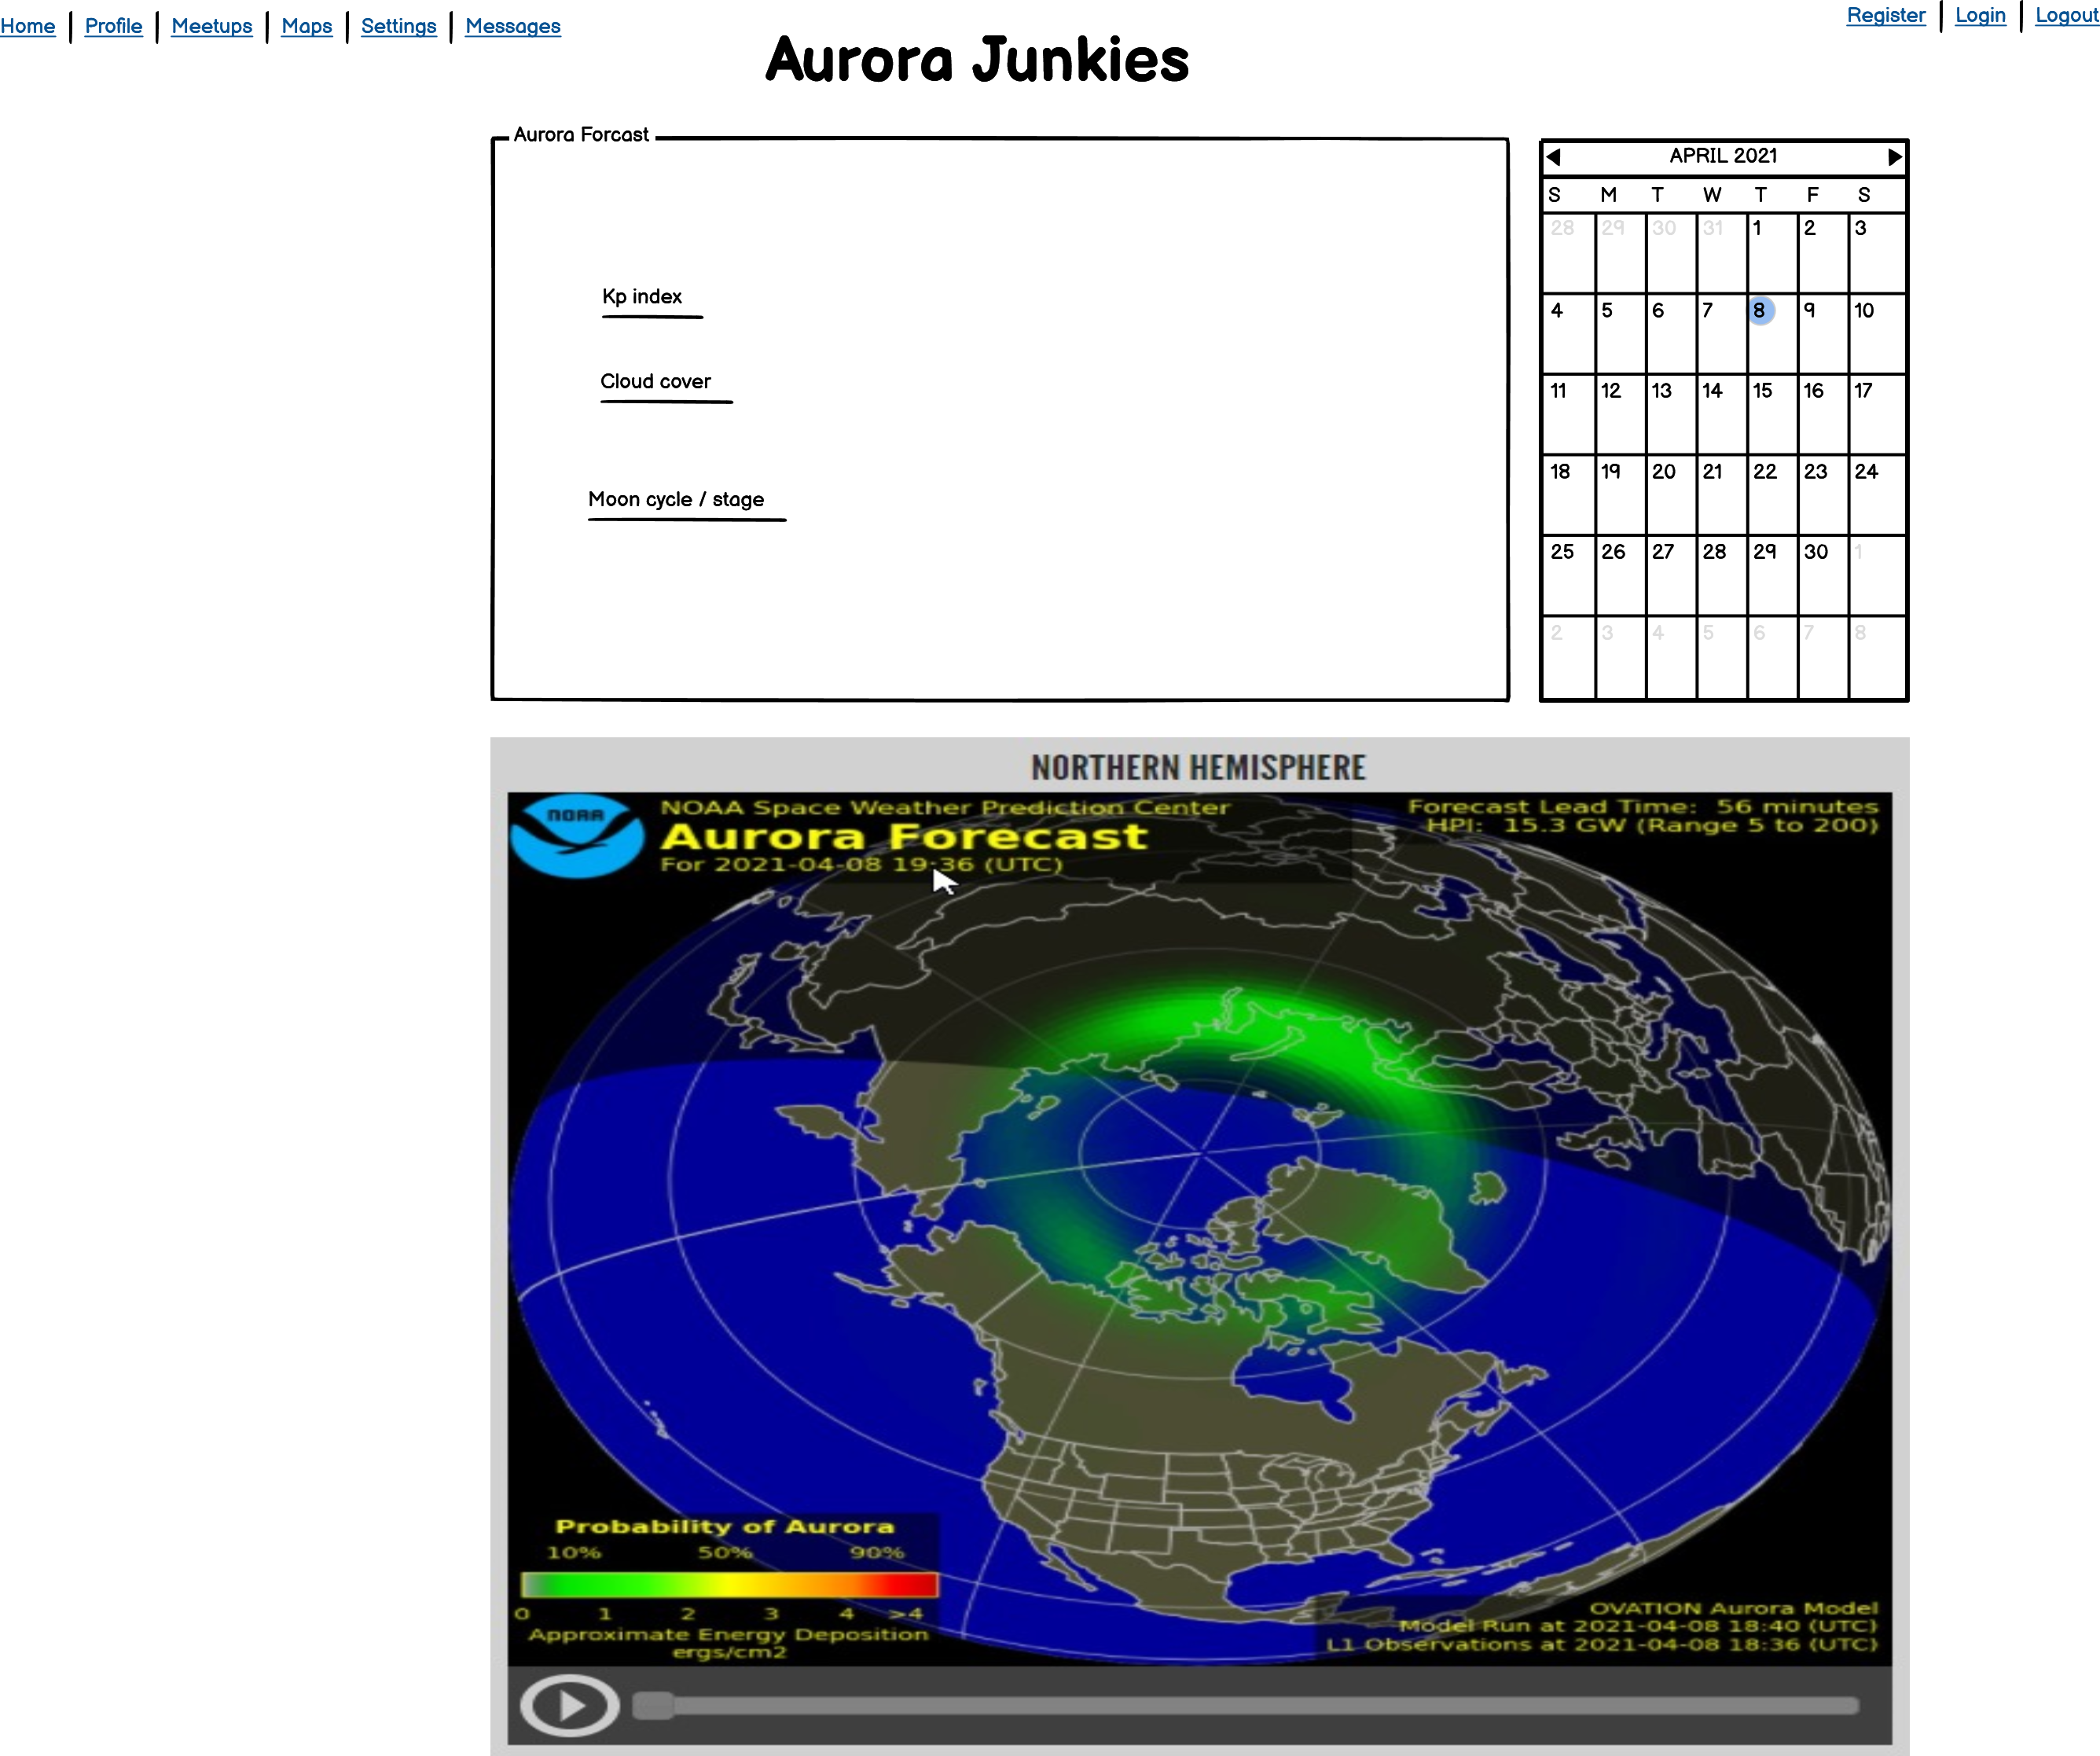 Home | Profile | Meetups | Maps | Settings | Messages
Register | Login | Logout
Aurora Junkies
Aurora Forcast
Kp index
Cloud cover
Moon cycle / stage
APRIL 2021
S M T W T F S
28 29 30 31 1 2 3
4 5 6 7 8 9 10
11 12 13 14 15 16 17
18 19 20 21 22 23 24
25 26 27 28 29 30 1
2 3 4 5 6 7 8
NORTHERN HEMISPHERE
NOAA
NOAA Space Weather Prediction Center
Aurora Forecast
For 2021-04-08 19:36 (UTC)
Forecast Lead Time: 56 minutes
HPI: 15.3 GW (Range 5 to 200)
Probability of Aurora
10% 50% 90%
0 1 2 3 4 >4
Approximate Energy Deposition
ergs/cm2
OVATION Aurora Model
Model Run at 2021-04-08 18:40 (UTC)
L1 Observations at 2021-04-08 18:36 (UTC)